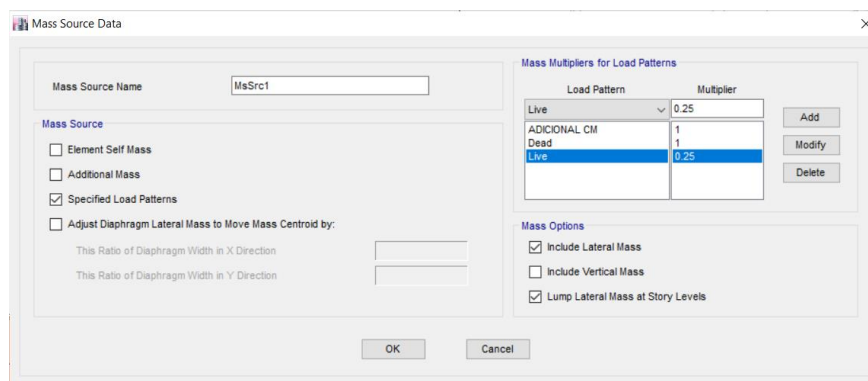 Mass Source Data
Mass Source Name MsSrc1
Mass Source
Element Self Mass
Additional Mass
Specified Load Patterns
Adjust Diaphragm Lateral Mass to Move Mass Centroid by:
This Ratio of Diaphragm Width in X Direction
This Ratio of Diaphragm Width in Y Direction
Mass Multipliers for Load Patterns
Load Pattern Multiplier
Live 0.25 Add
ADICIONAL CM 1
Dead 1 Modify
Live 0.25
Delete
Mass Options
Include Lateral Mass
Include Vertical Mass
Lump Lateral Mass at Story Levels
OK Cancel